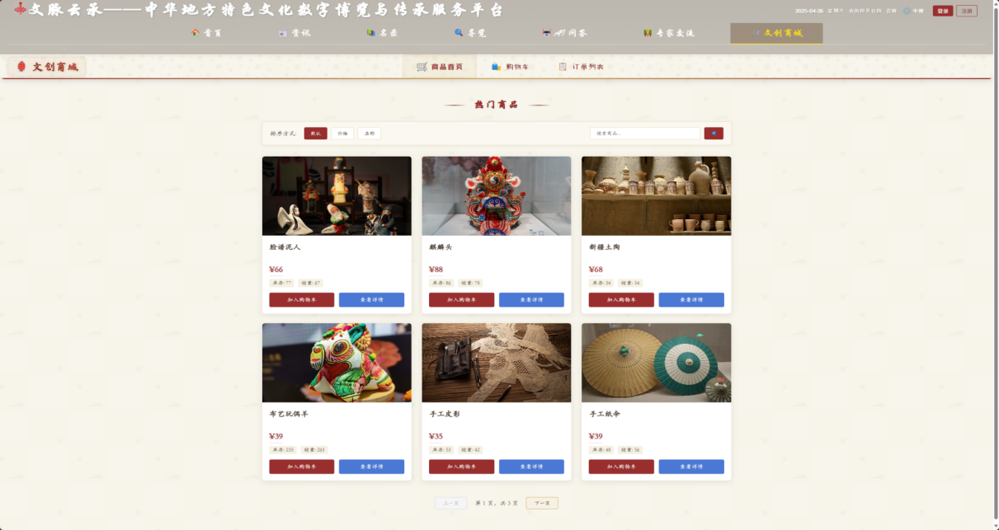 文脉云承——中华地方特色文化数字博览与传承服务平台
2025-04-26 星期六 农历四月廿四 登录 注册
首页 资讯 名录 导览 问答 专家交流 文创商城
文创商城 商品首页 购物车 订单列表
热门商品
排序方式: 默认 价格 名称 搜索商品...
脸谱泥人 麒麟头 新疆土陶
¥66 ¥88 ¥68
库存: 77 销量: 67 库存: 86 销量: 78 库存: 34 销量: 54
加入购物车 查看详情 加入购物车 查看详情 加入购物车 查看详情
布艺玩偶羊 手工皮影 手工纸伞
¥39 ¥35 ¥39
库存: 235 销量: 261 库存: 53 销量: 42 库存: 48 销量: 56
加入购物车 查看详情 加入购物车 查看详情 加入购物车 查看详情
上一页 第 1 页，共 3 页 下一页